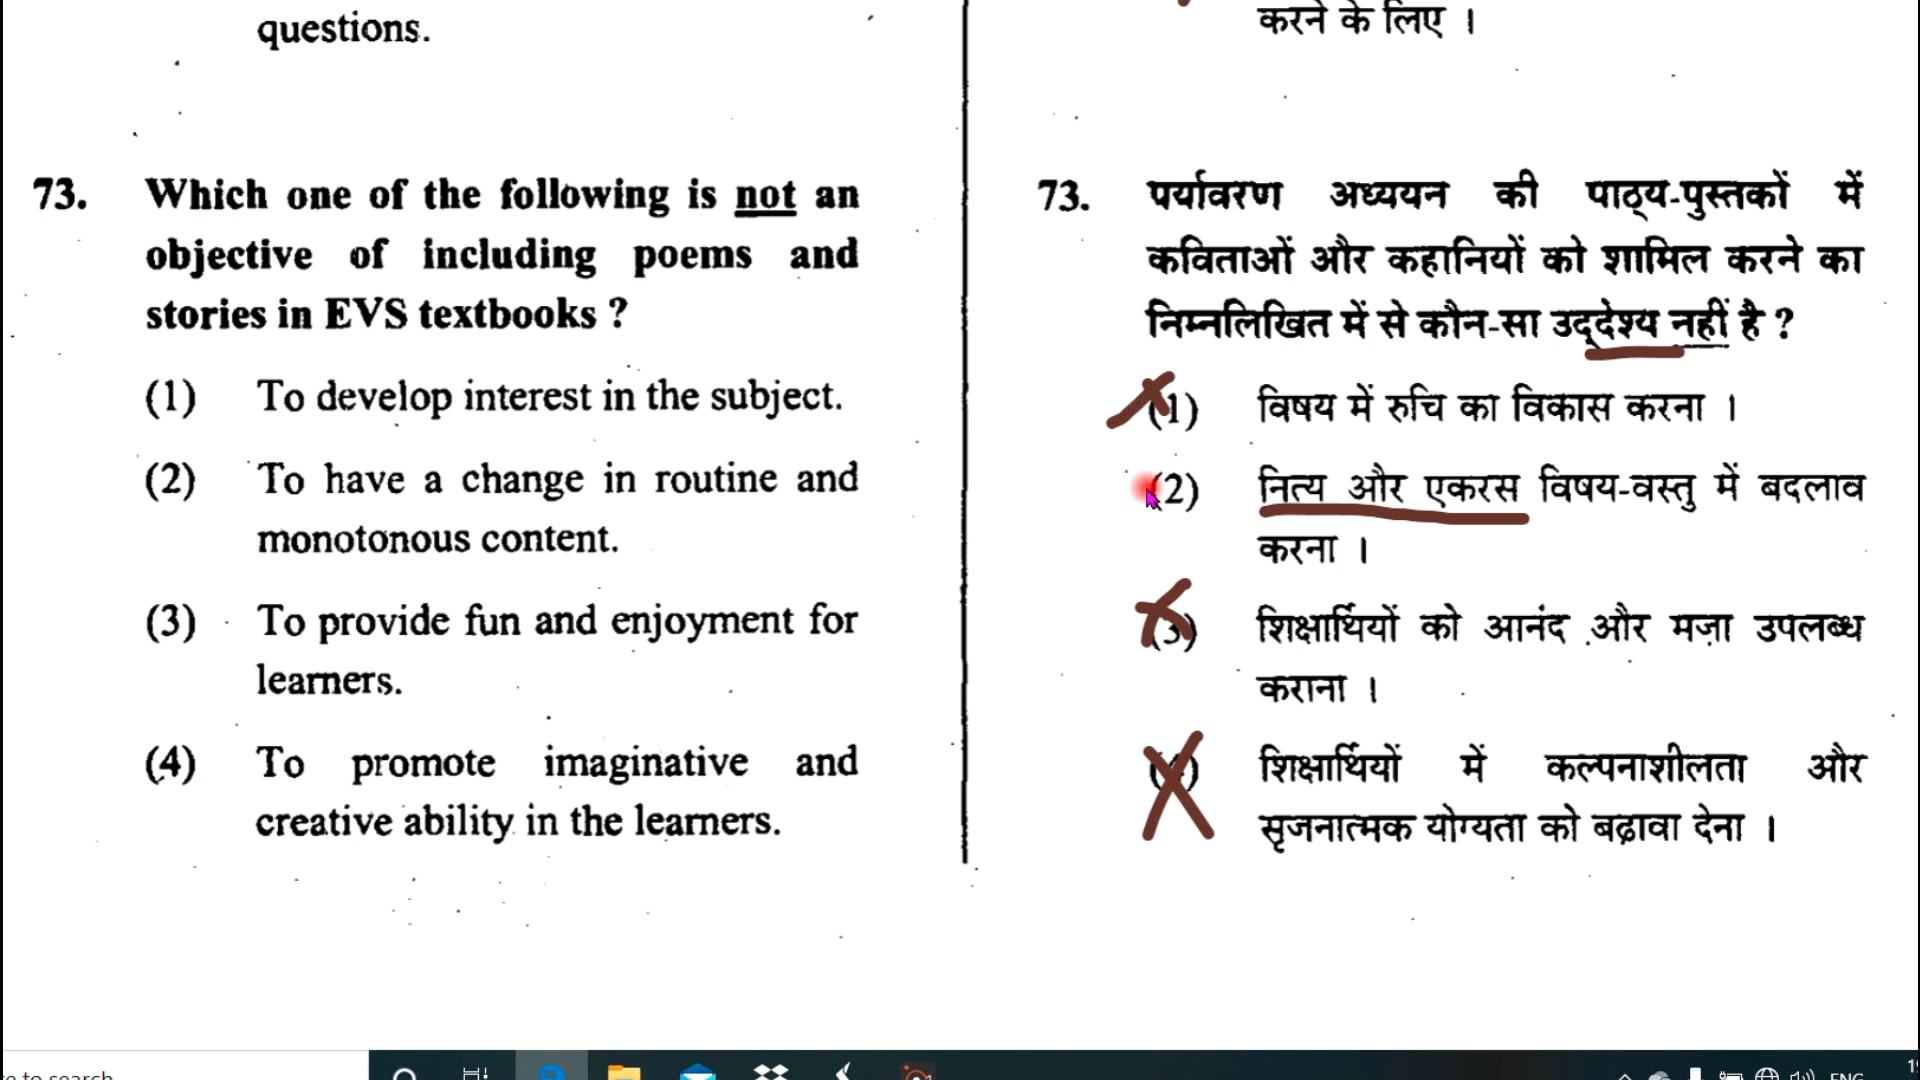 questions.
73. Which one of the following is not an
objective of including poems and
stories in EVS textbooks ?
(1) To develop interest in the subject.
(2) To have a change in routine and
monotonous content.
(3) To provide fun and enjoyment for
learners.
(4) To promote imaginative and
creative ability in the learners.
करने के लिए ।
73. पर्यावरण अध्ययन की पाठ्य-पुस्तकों में
कविताओं और कहानियों को शामिल करने का
निम्नलिखित में से कौन-सा उद्देश्य नहीं है ?
(1) विषय में रुचि का विकास करना ।
(2) नित्य और एकरस विषय-वस्तु में बदलाव
करना ।
(3) शिक्षार्थियों को आनंद और मज़ा उपलब्ध
कराना ।
(4) शिक्षार्थियों में कल्पनाशीलता और
सृजनात्मक योग्यता को बढ़ावा देना ।
to search
ENG